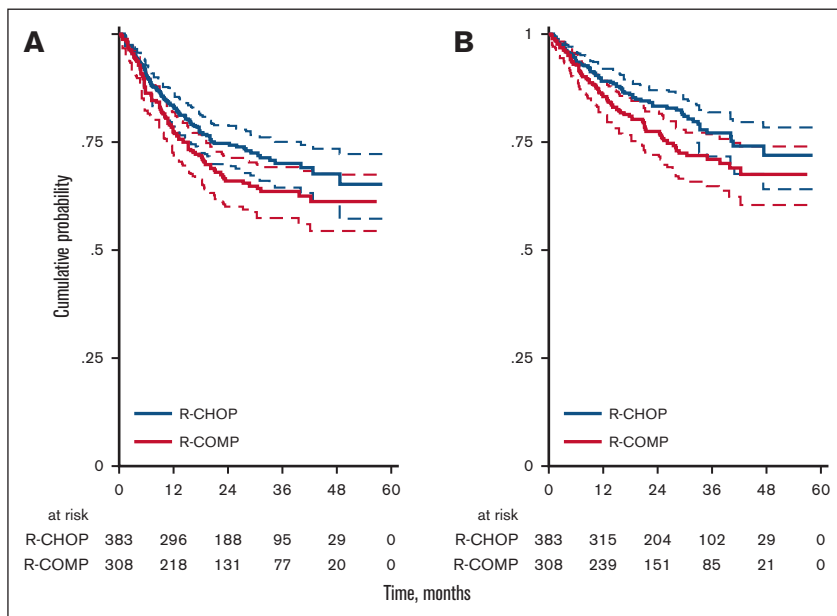 A
B
1
.75
.75
.5
.5
.25
.25
0
0
Cumulative probability
R-CHOP
R-COMP
R-CHOP
R-COMP
0 12 24 36 48 60
0 12 24 36 48 60
at risk
R-CHOP 383 296 188 95 29 0
R-COMP 308 218 131 77 20 0
at risk
R-CHOP 383 315 204 102 29 0
R-COMP 308 239 151 85 21 0
Time, months